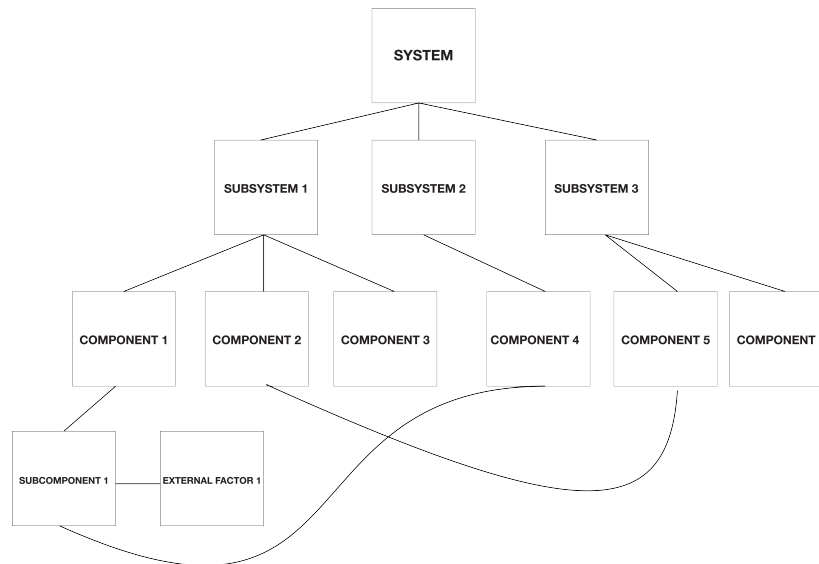 SYSTEM
SUBSYSTEM 1
SUBSYSTEM 2
SUBSYSTEM 3
COMPONENT 1
COMPONENT 2
COMPONENT 3
COMPONENT 4
COMPONENT 5
COMPONENT
SUBCOMPONENT 1
EXTERNAL FACTOR 1